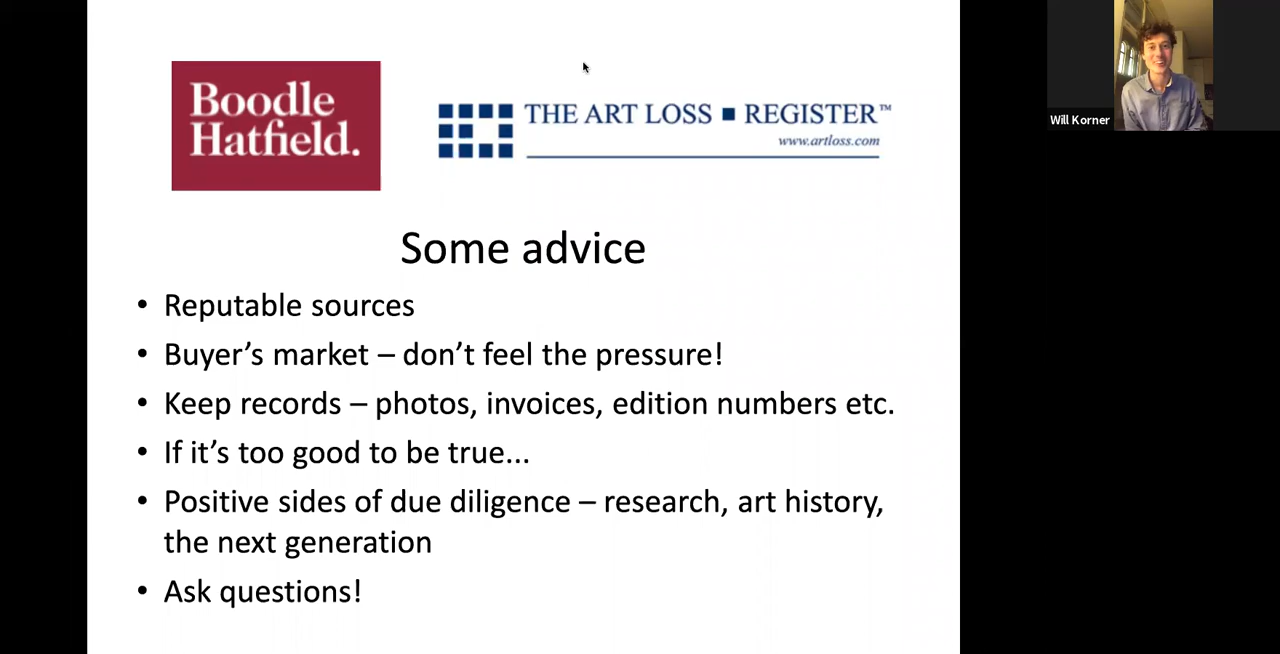 Boodle
Hatfield.
THE ART LOSS ■ REGISTER™
www.artloss.com
Will Korner
Some advice
• Reputable sources
• Buyer’s market – don’t feel the pressure!
• Keep records – photos, invoices, edition numbers etc.
• If it’s too good to be true...
• Positive sides of due diligence – research, art history,
the next generation
• Ask questions!